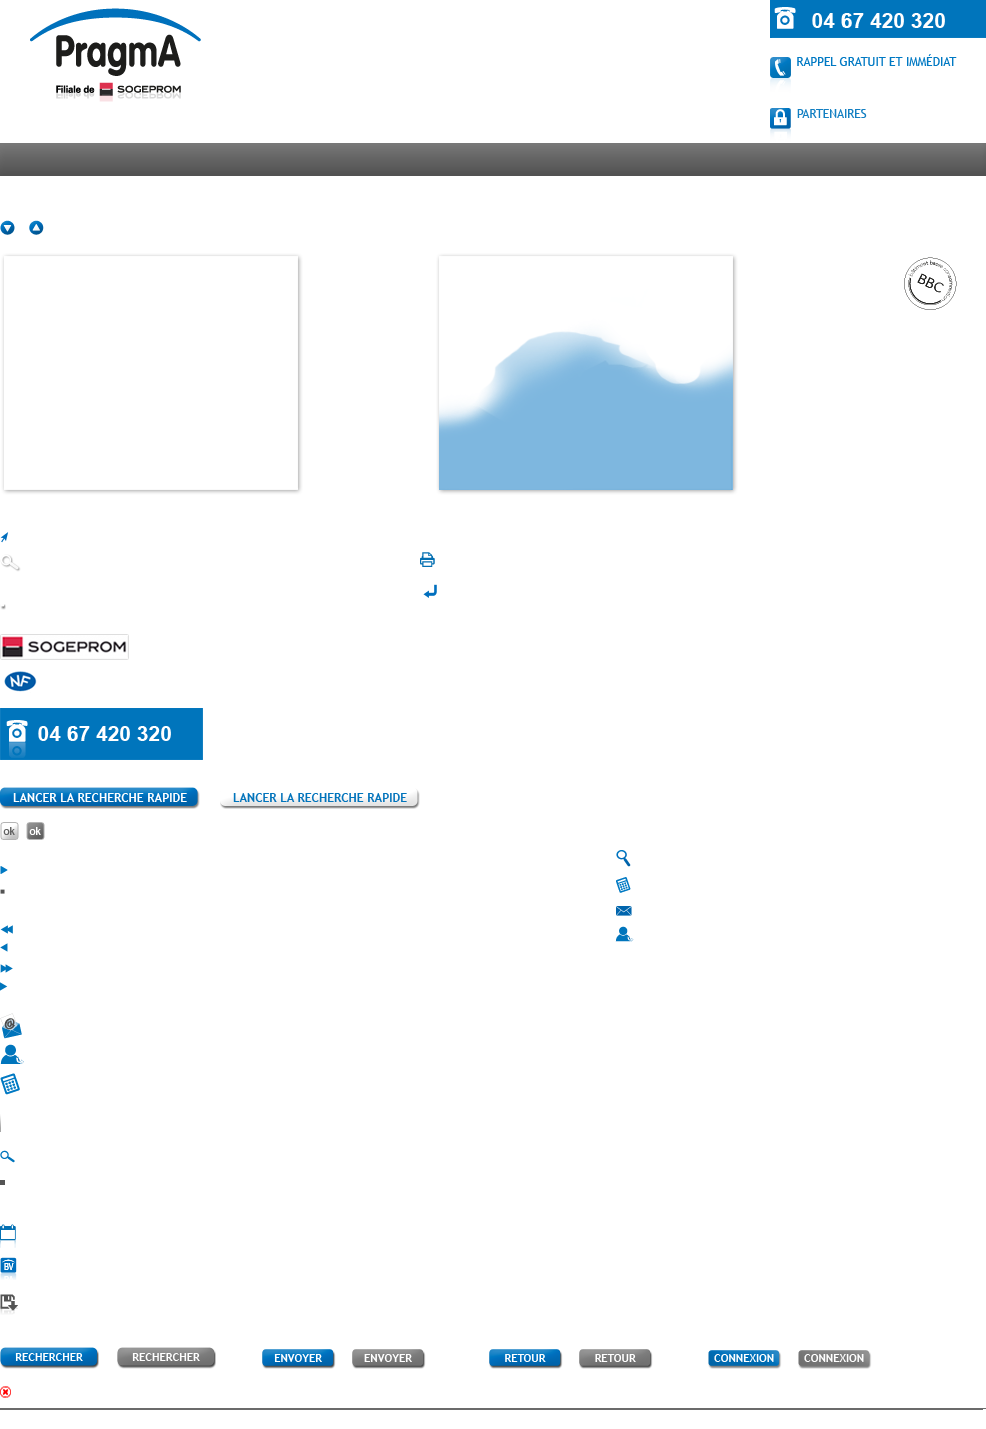 04 67 420 320
PragmA
Filiale de SOGEPROM
RAPPEL GRATUIT ET IMMÉDIAT
PARTENAIRES
BBC
SOGEPROM
NF
04 67 420 320
LANCER LA RECHERCHE RAPIDE LANCER LA RECHERCHE RAPIDE
ok ok
@
BV
RECHERCHER RECHERCHER ENVOYER ENVOYER RETOUR RETOUR CONNEXION CONNEXION